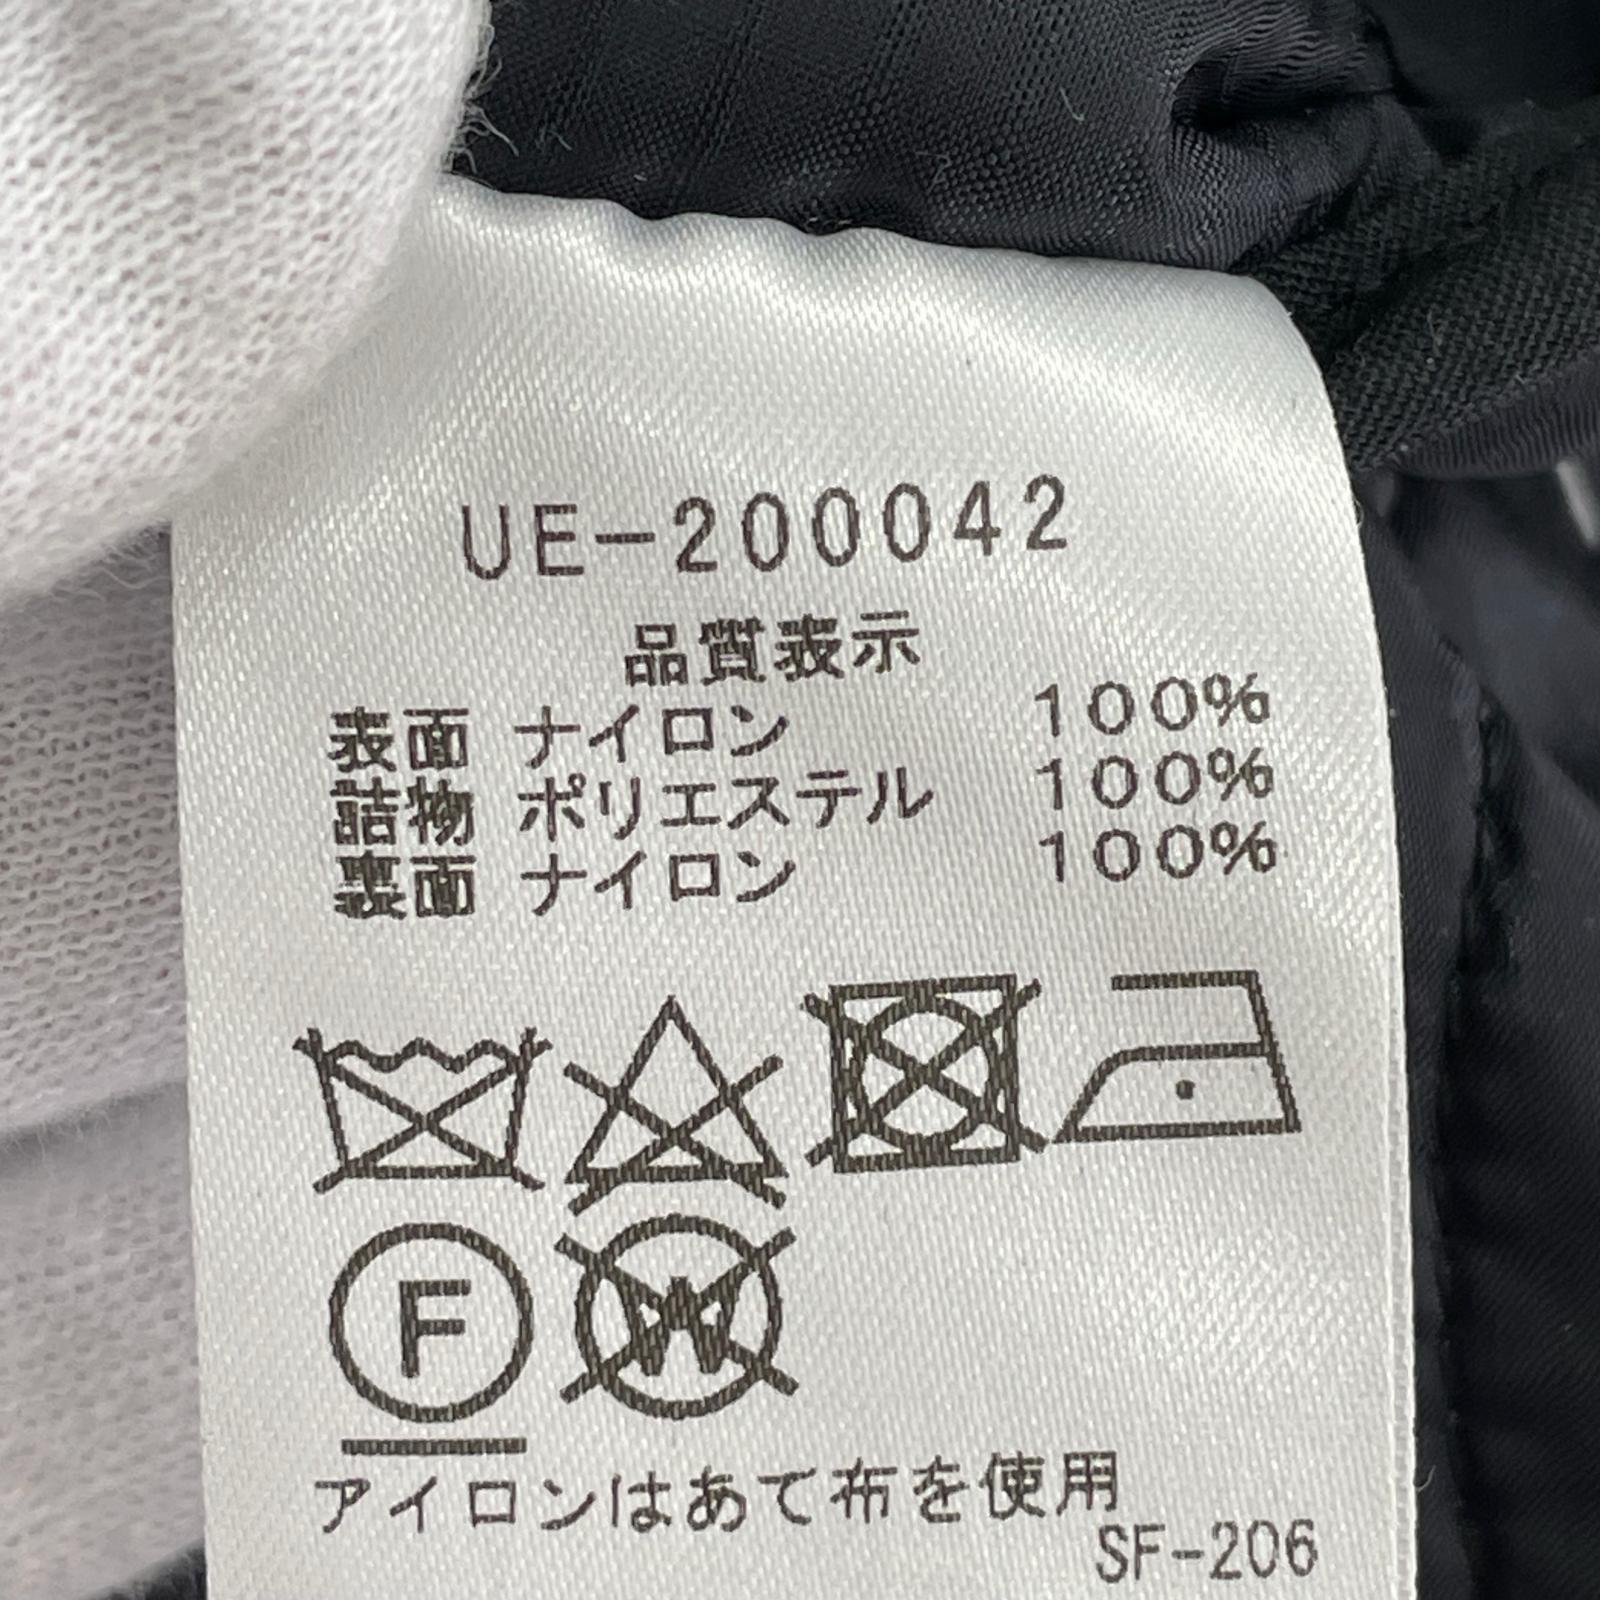 UE-200042
品質表示
表面 ナイロン 100%
詰物 ポリエステル 100%
裏面 ナイロン 100%
F W
アイロンはあて布を使用
SF-206